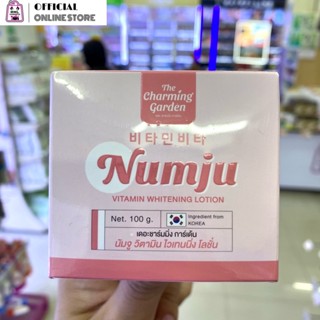 OFFICIAL
ONLINE STORE
The
Charming
Garden
비타민비타
Numju
VITAMIN WHITENING LOTION
Net. 100 g.
Ingredient from
KOREA
เดอะชาร์มมิ่ง การ์เด้น
นัมจู วิตามิน ไวเทนนิ่ง โลชั่น